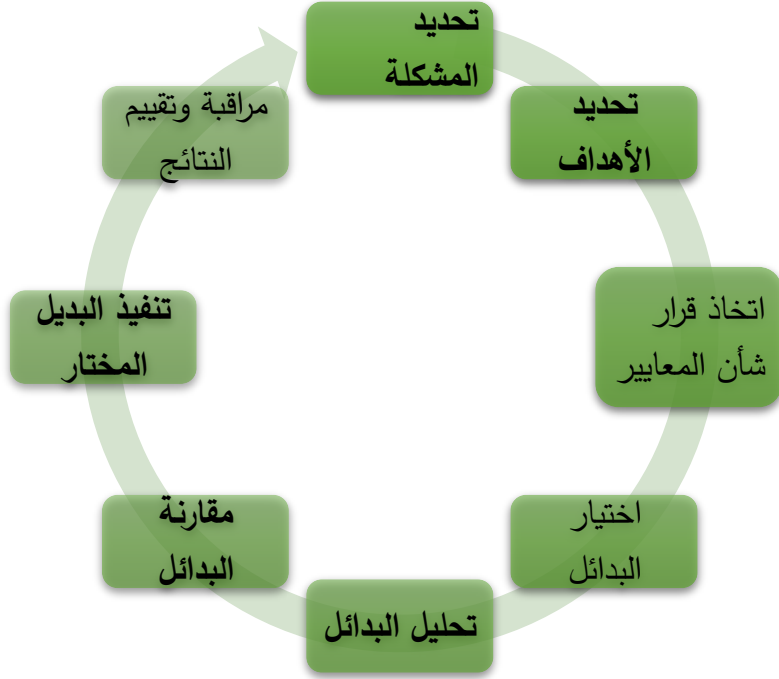 تحديد
المشكلة
تحديد
الأهداف
اتخاذ قرار
شأن المعايير
اختيار
البدائل
تحليل البدائل
مقارنة
البدائل
تنفيذ البديل
المختار
مراقبة وتقييم
النتائج